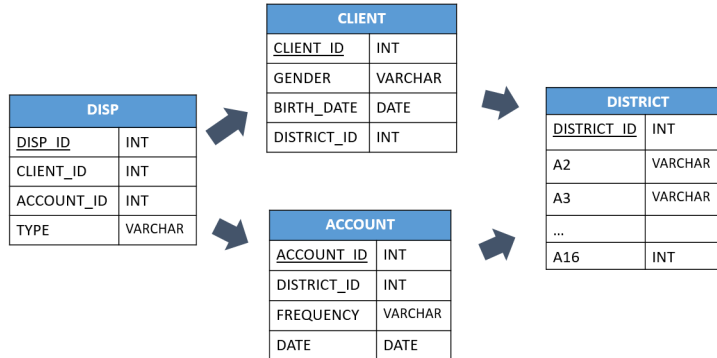 CLIENT
CLIENT_ID INT
GENDER VARCHAR
BIRTH_DATE DATE
DISTRICT_ID INT
DISP
DISP_ID INT
CLIENT_ID INT
ACCOUNT_ID INT
TYPE VARCHAR
ACCOUNT
ACCOUNT_ID INT
DISTRICT_ID INT
FREQUENCY VARCHAR
DATE DATE
DISTRICT
DISTRICT_ID INT
A2 VARCHAR
A3 VARCHAR
...
A16 INT